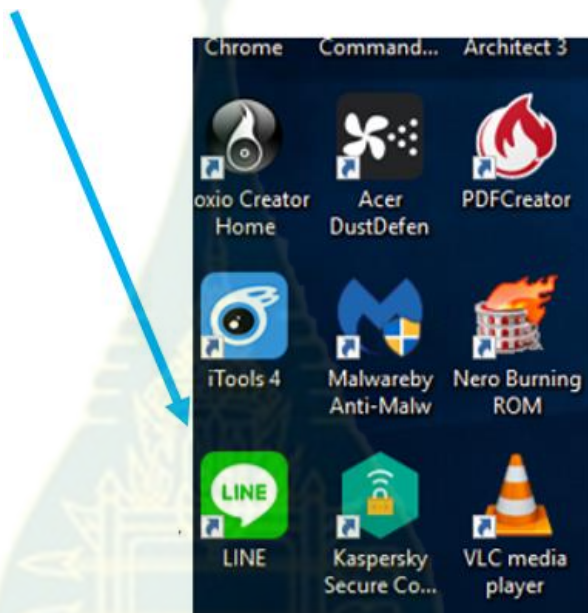 Chrome Command... Architect 3
oxio Creator Home
Acer DustDefen
PDFCreator
iTools 4
Malwareby Anti-Malw
Nero Burning ROM
LINE
LINE
Kaspersky Secure Co...
VLC media player